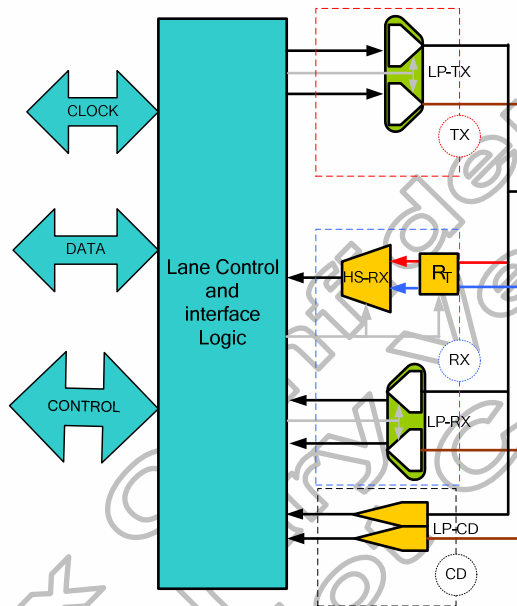 LP-TX
CLOCK
TX
DATA
Lane Control
and
interface
Logic
HS-RX
RT
RX
CONTROL
LP-RX
LP-CD
CD